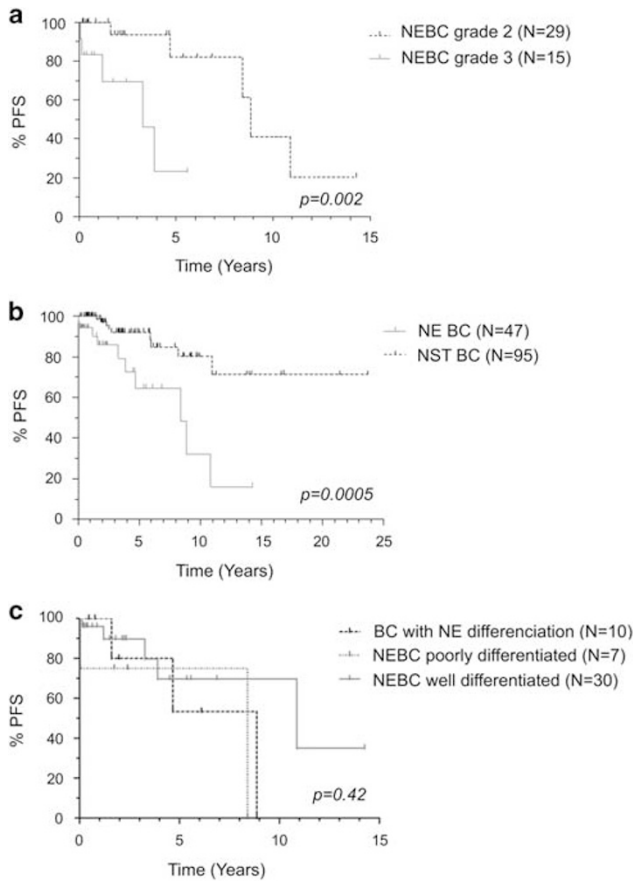 a
NEBC grade 2 (N=29)
NEBC grade 3 (N=15)
% PFS
100
80
60
40
20
0
p=0.002
0 5 10 15
Time (Years)
b
NE BC (N=47)
NST BC (N=95)
% PFS
100
80
60
40
20
0
p=0.0005
0 5 10 15 20 25
Time (Years)
c
BC with NE differenciation (N=10)
NEBC poorly differentiated (N=7)
NEBC well differentiated (N=30)
% PFS
100
80
60
40
20
0
p=0.42
0 5 10 15
Time (Years)